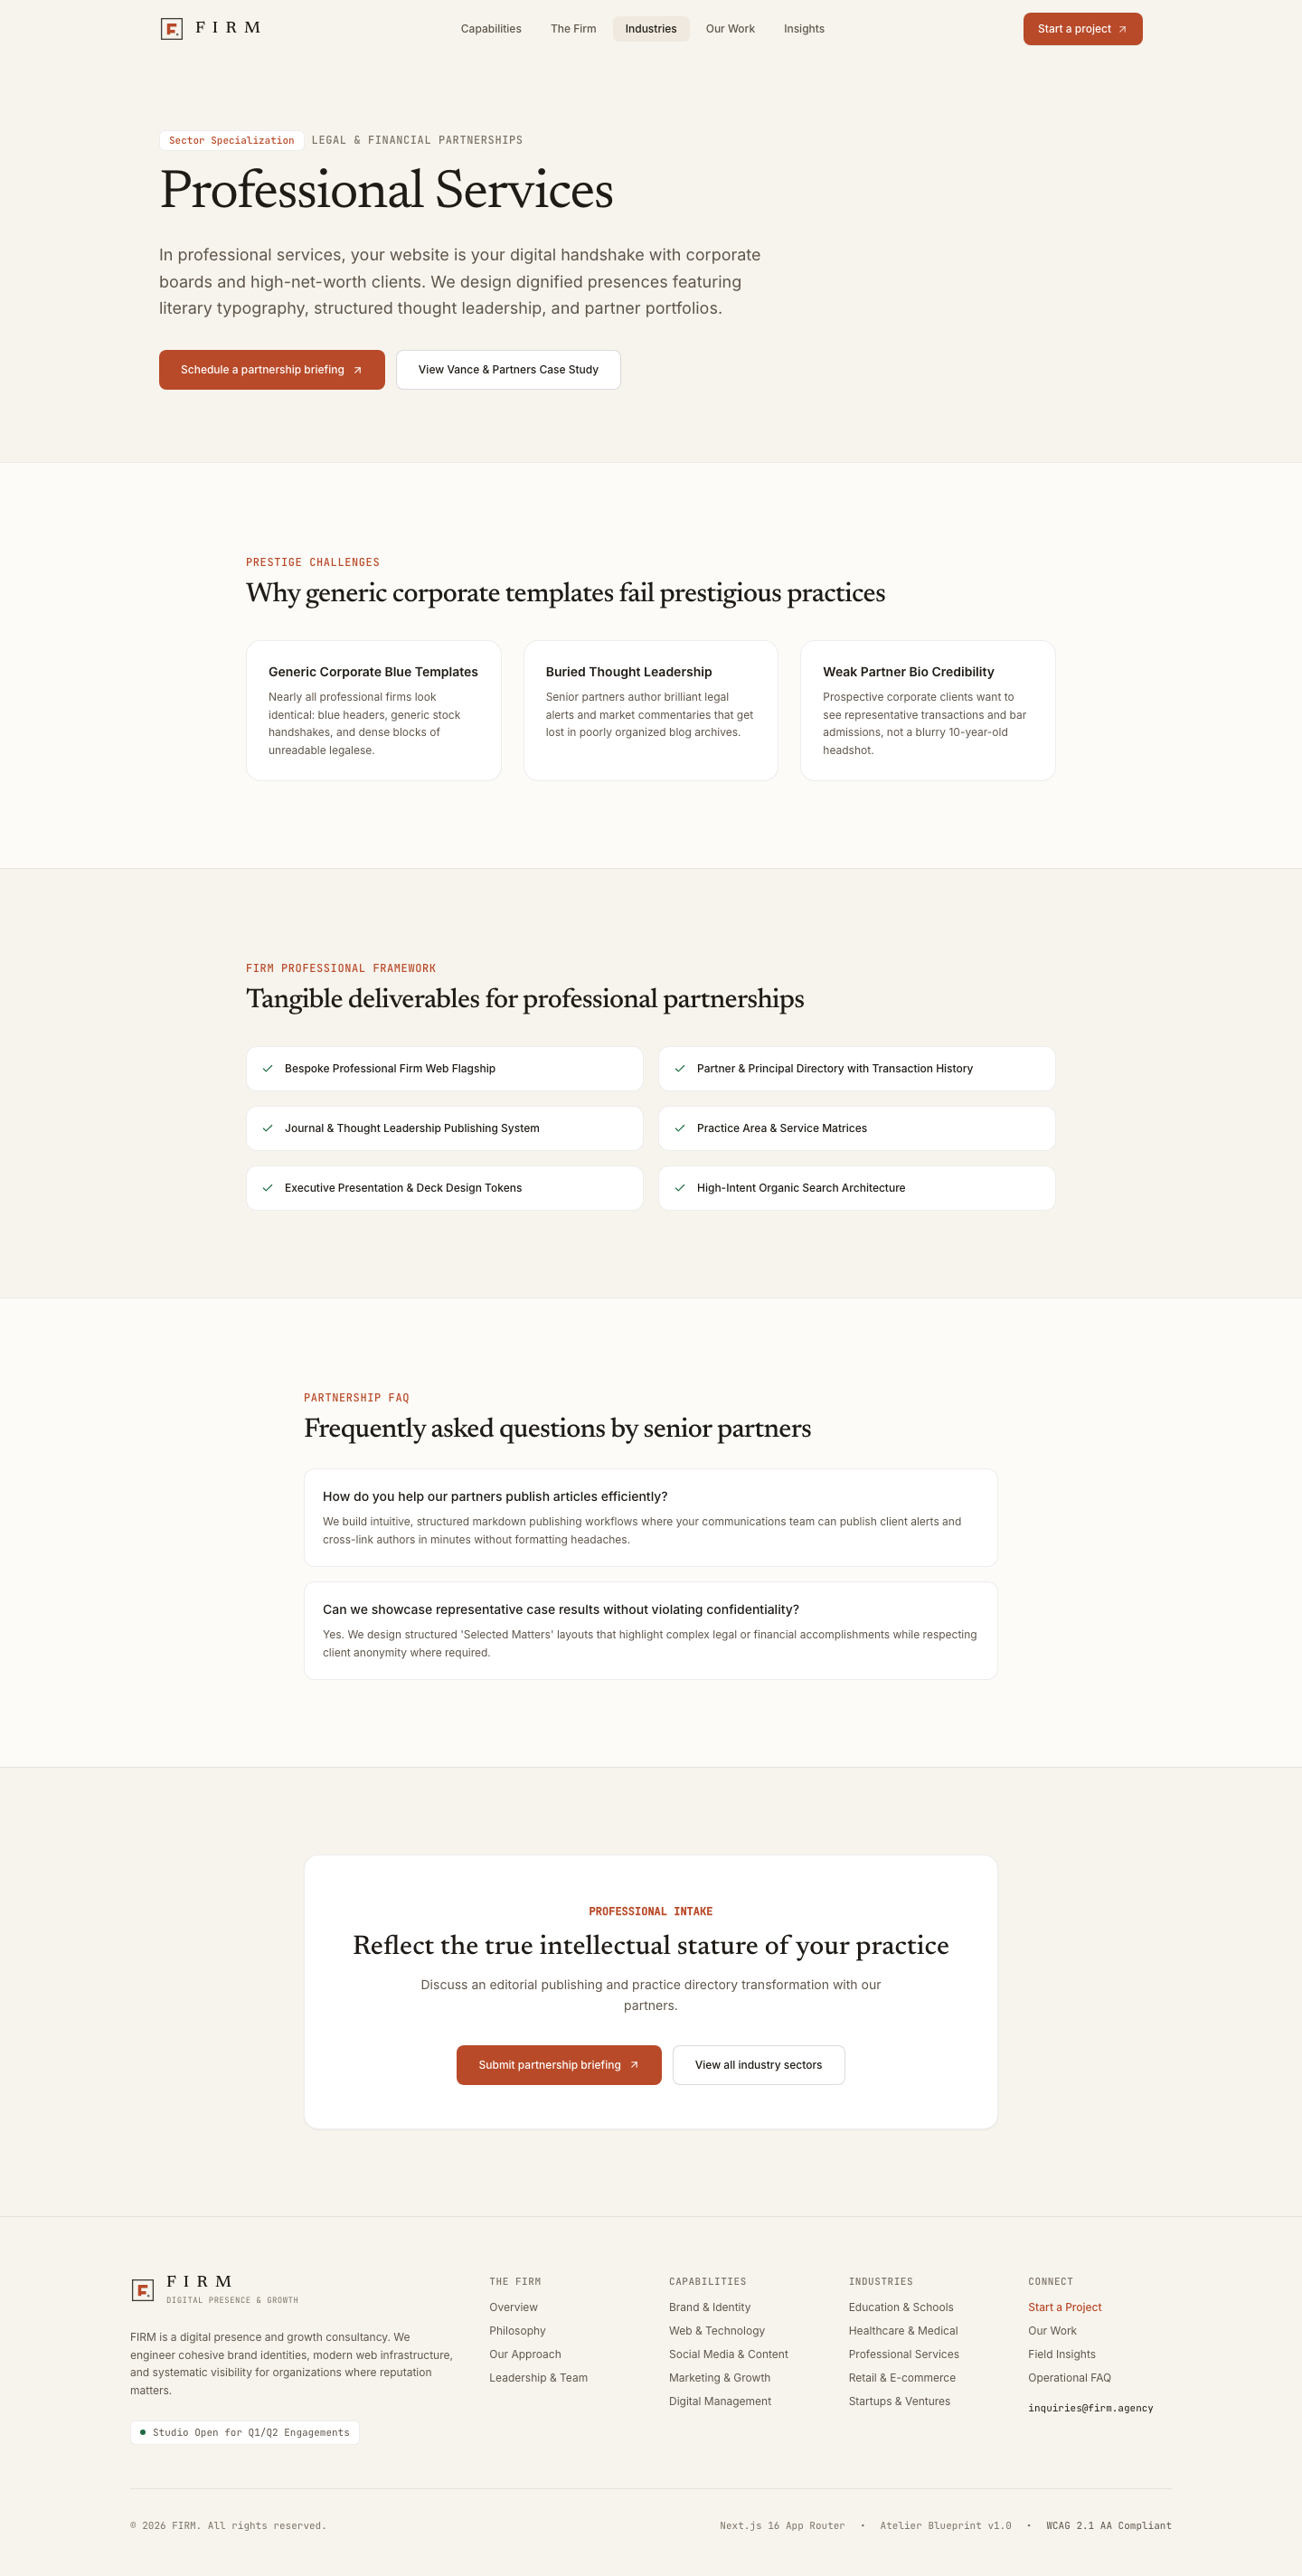 F. FIRM
Capabilities
The Firm
Industries
Our Work
Insights
Start a project
Sector Specialization LEGAL & FINANCIAL PARTNERSHIPS
Professional Services
In professional services, your website is your digital handshake with corporate
boards and high-net-worth clients. We design dignified presences featuring
literary typography, structured thought leadership, and partner portfolios.
Schedule a partnership briefing
View Vance & Partners Case Study
PRESTIGE CHALLENGES
Why generic corporate templates fail prestigious practices
Generic Corporate Blue Templates
Nearly all professional firms look
identical: blue headers, generic stock
handshakes, and dense blocks of
unreadable legalese.
Buried Thought Leadership
Senior partners author brilliant legal
alerts and market commentaries that get
lost in poorly organized blog archives.
Weak Partner Bio Credibility
Prospective corporate clients want to
see representative transactions and bar
admissions, not a blurry 10-year-old
headshot.
FIRM PROFESSIONAL FRAMEWORK
Tangible deliverables for professional partnerships
Bespoke Professional Firm Web Flagship
Partner & Principal Directory with Transaction History
Journal & Thought Leadership Publishing System
Practice Area & Service Matrices
Executive Presentation & Deck Design Tokens
High-Intent Organic Search Architecture
PARTNERSHIP FAQ
Frequently asked questions by senior partners
How do you help our partners publish articles efficiently?
We build intuitive, structured markdown publishing workflows where your communications team can publish client alerts and
cross-link authors in minutes without formatting headaches.
Can we showcase representative case results without violating confidentiality?
Yes. We design structured 'Selected Matters' layouts that highlight complex legal or financial accomplishments while respecting
client anonymity where required.
PROFESSIONAL INTAKE
Reflect the true intellectual stature of your practice
Discuss an editorial publishing and practice directory transformation with our
partners.
Submit partnership briefing
View all industry sectors
F. FIRM
DIGITAL PRESENCE & GROWTH
FIRM is a digital presence and growth consultancy. We
engineer cohesive brand identities, modern web infrastructure,
and systematic visibility for organizations where reputation
matters.
Studio Open for Q1/Q2 Engagements
THE FIRM
Overview
Philosophy
Our Approach
Leadership & Team
CAPABILITIES
Brand & Identity
Web & Technology
Social Media & Content
Marketing & Growth
Digital Management
INDUSTRIES
Education & Schools
Healthcare & Medical
Professional Services
Retail & E-commerce
Startups & Ventures
CONNECT
Start a Project
Our Work
Field Insights
Operational FAQ
inquiries@firm.agency
© 2026 FIRM. All rights reserved.
Next.js 16 App Router • Atelier Blueprint v1.0 • WCAG 2.1 AA Compliant